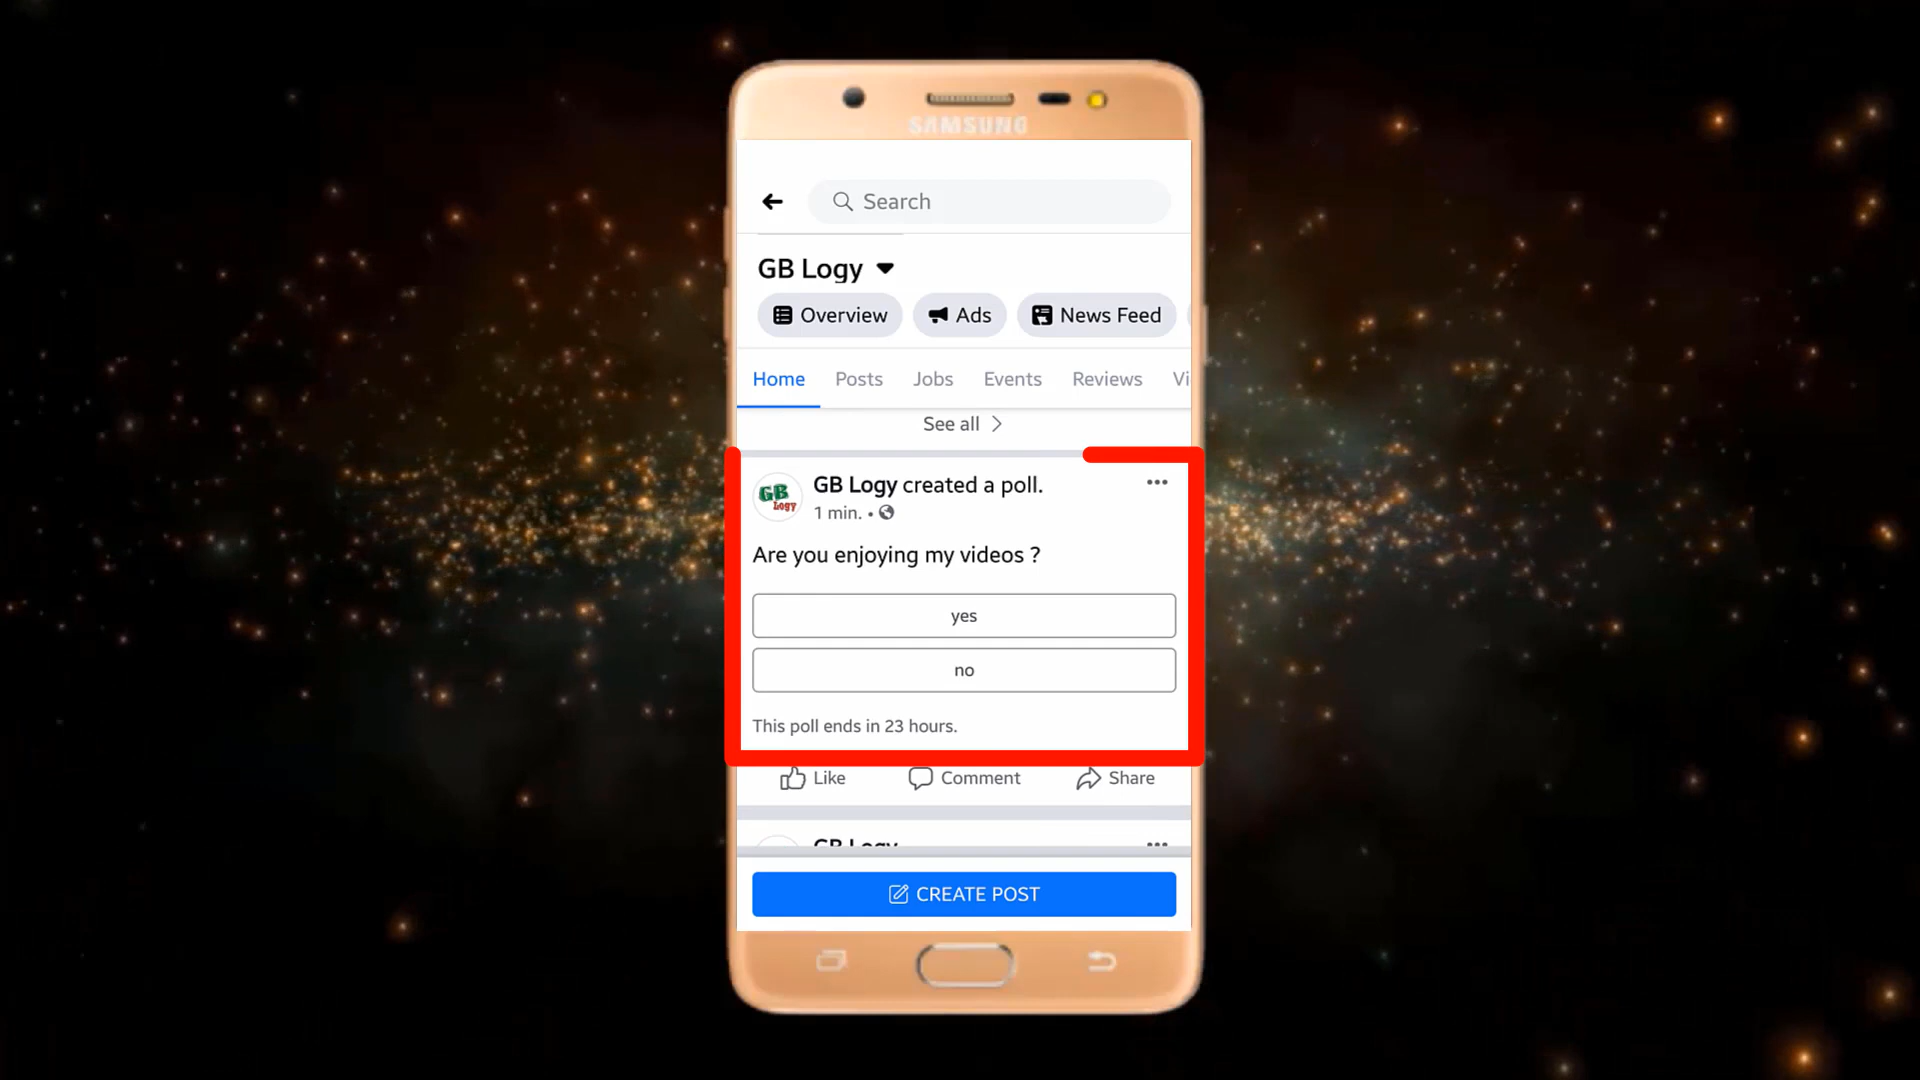 SAMSUNG
Search
GB Logy
Overview Ads News Feed
Home Posts Jobs Events Reviews Vi
See all
GB Logy created a poll.
GB
Logy
1 min.
Are you enjoying my videos ?
yes
no
This poll ends in 23 hours.
Like Comment Share
GB Logy
CREATE POST